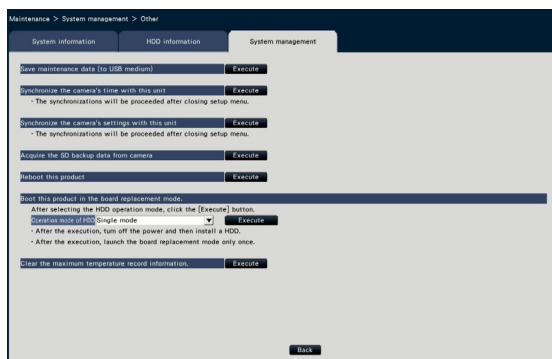 Maintenance > System management > Other
System information HDD information System management
Save maintenance data (to USB medium) Execute
Synchronize the camera's time with this unit Execute
・The synchronizations will be proceeded after closing setup menu.
Synchronize the camera's settings with this unit Execute
・The synchronizations will be proceeded after closing setup menu.
Acquire the SD backup data from camera Execute
Reboot this product Execute
Boot this product in the board replacement mode.
After selecting the HDD operation mode, click the [Execute] button.
Operation mode of HDD Single mode Execute
・After the execution, turn off the power and then install a HDD.
・After the execution, launch the board replacement mode only once.
Clear the maximum temperature record information. Execute
Back